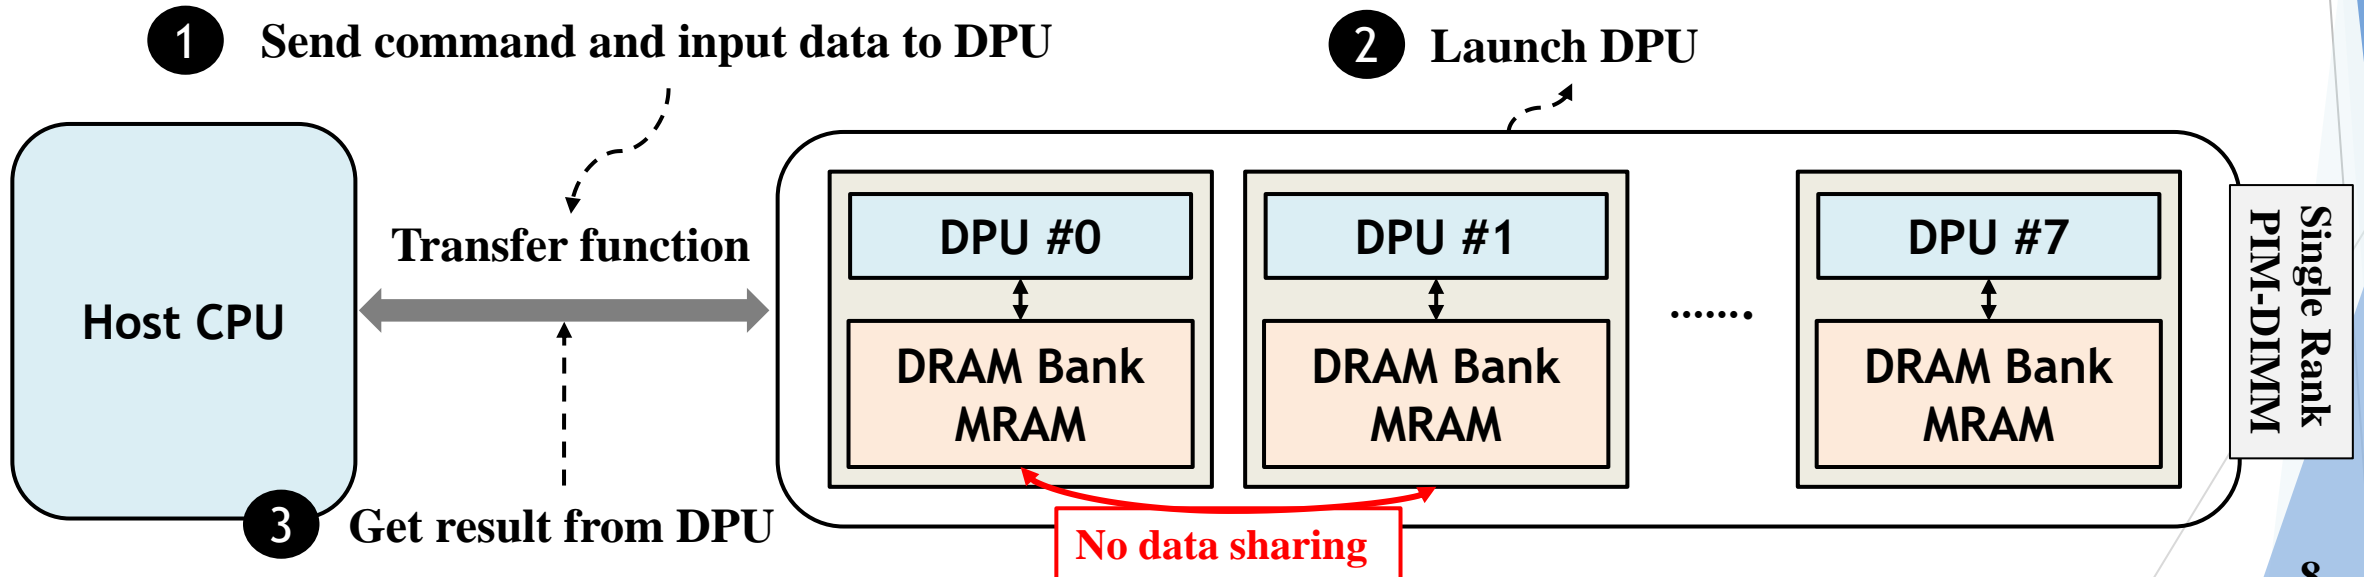 1 Send command and input data to DPU
2 Launch DPU
Host CPU
Transfer function
DPU #0
DRAM Bank
MRAM
DPU #1
DRAM Bank
MRAM
.......
DPU #7
DRAM Bank
MRAM
Single Rank
PIM-DIMM
3 Get result from DPU
No data sharing
8